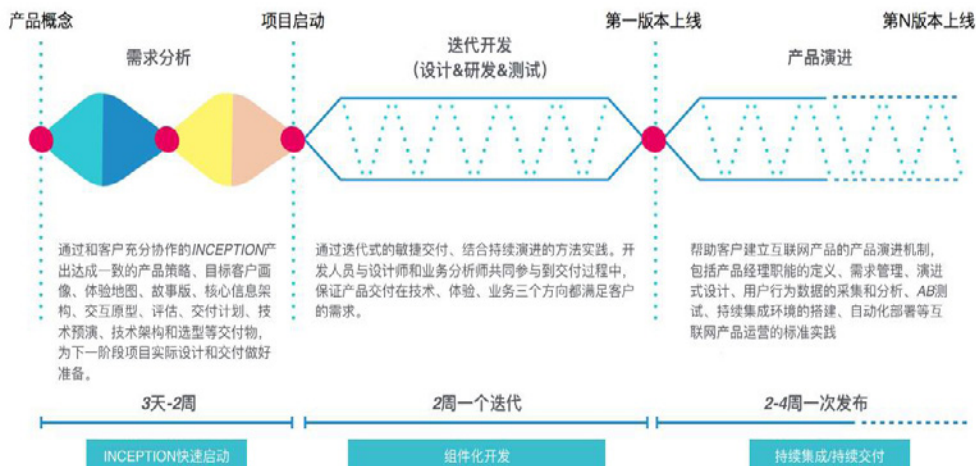 产品概念
项目启动
第一版本上线
第N版本上线
需求分析
迭代开发
（设计&研发&测试）
产品演进
通过和客户充分协作的INCEPTION产
出达成一致的产品策略、目标客户画
像、体验地图、故事版、核心信息架
构、交互原型、评估、交付计划、技
术预演、技术架构和选型等交付物，
为下一阶段项目实际设计和交付做好
准备。
通过迭代式的敏捷交付、结合持续演进的方法实践。开
发人员与设计师和业务分析师共同参与到交付过程中，
保证产品交付在技术、体验、业务三个方向都满足客户
的需求。
帮助客户建立互联网产品的产品演进机制，
包括产品经理职能的定义、需求管理、演进
式设计、用户行为数据的采集和分析、AB测
试、持续集成环境的搭建、自动化部署等互
联网产品运营的标准实践
3天-2周
2周一个迭代
2-4周一次发布
INCEPTION快速启动
组件化开发
持续集成/持续交付